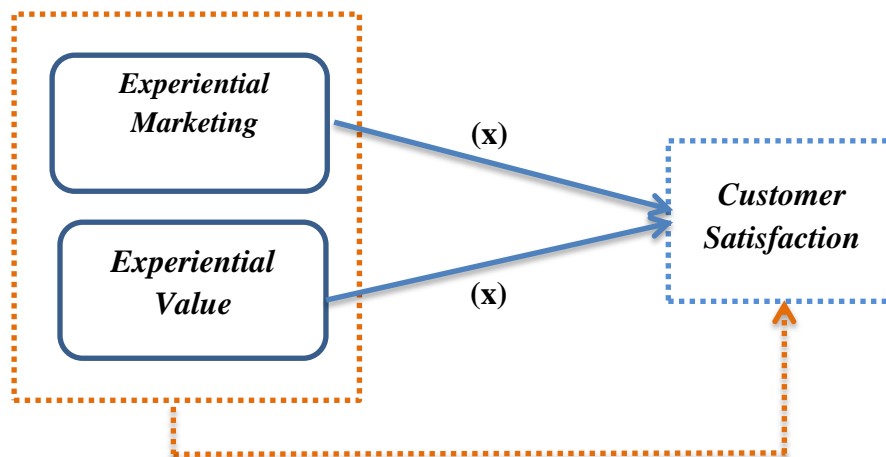 Experiential
Marketing
(x)
Customer
Satisfaction
Experiential
Value
(x)